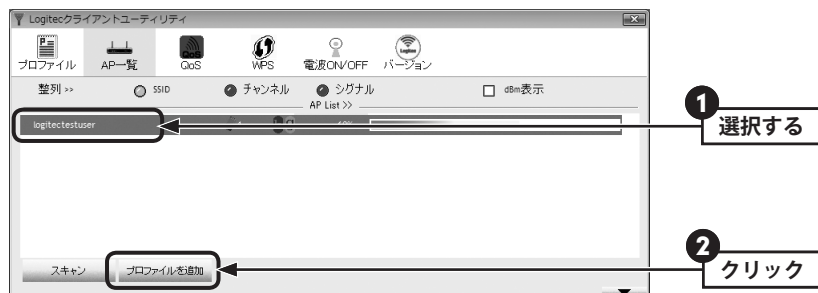 Logitecクライアントユーティリティ
プロファイル AP一覧 QoS WPS 電波ON/OFF バージョン
整列 >> SSID チャンネル シグナル dBm表示
AP List >>
logitectestuser
1 選択する
スキャン プロファイルを追加
2 クリック